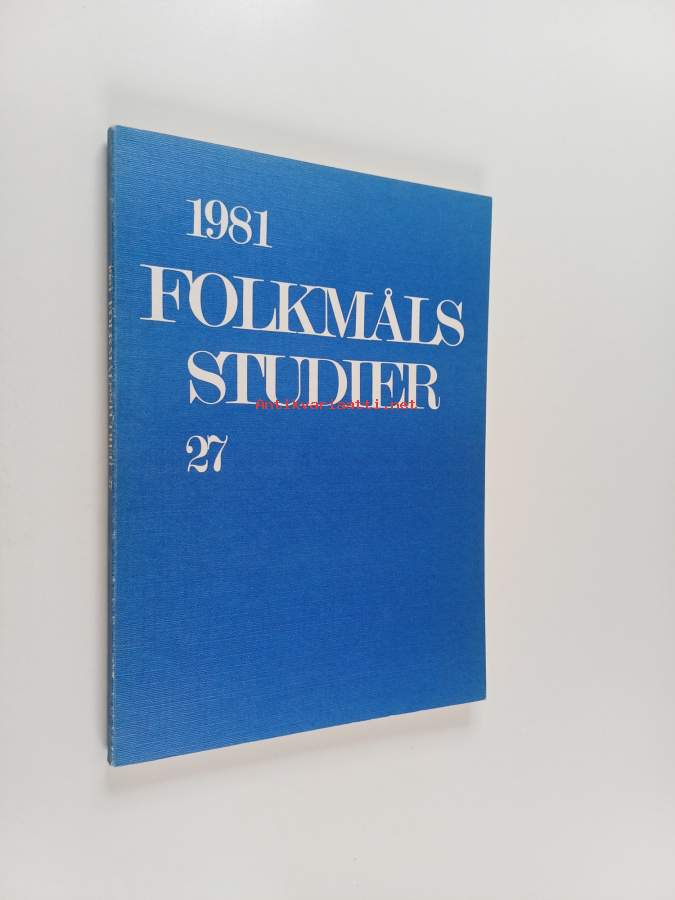 1981
FOLKMÅLS
STUDIER
Antikvariaatti.net
27